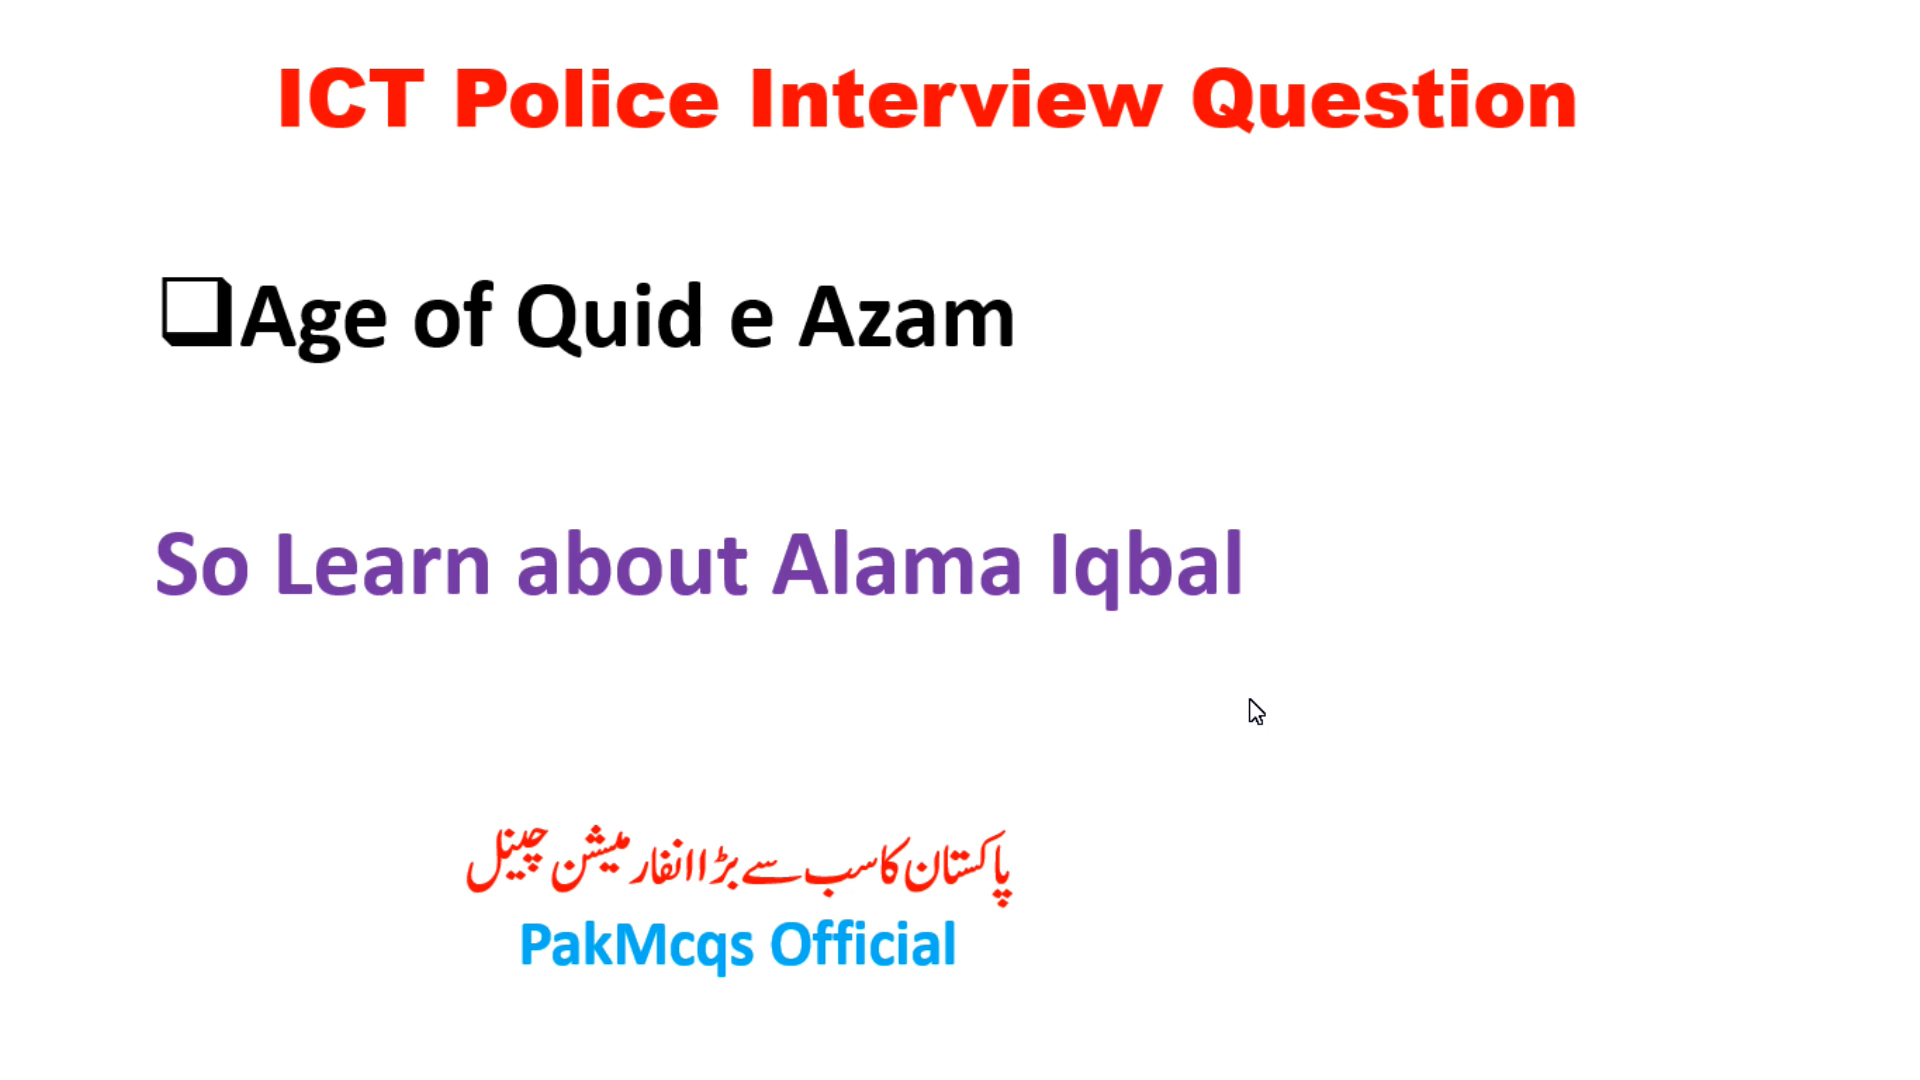 ICT Police Interview Question
Age of Quid e Azam
So Learn about Alama Iqbal
پاکستان کا سب سے بڑا انفارمیشن چینل
PakMcqs Official